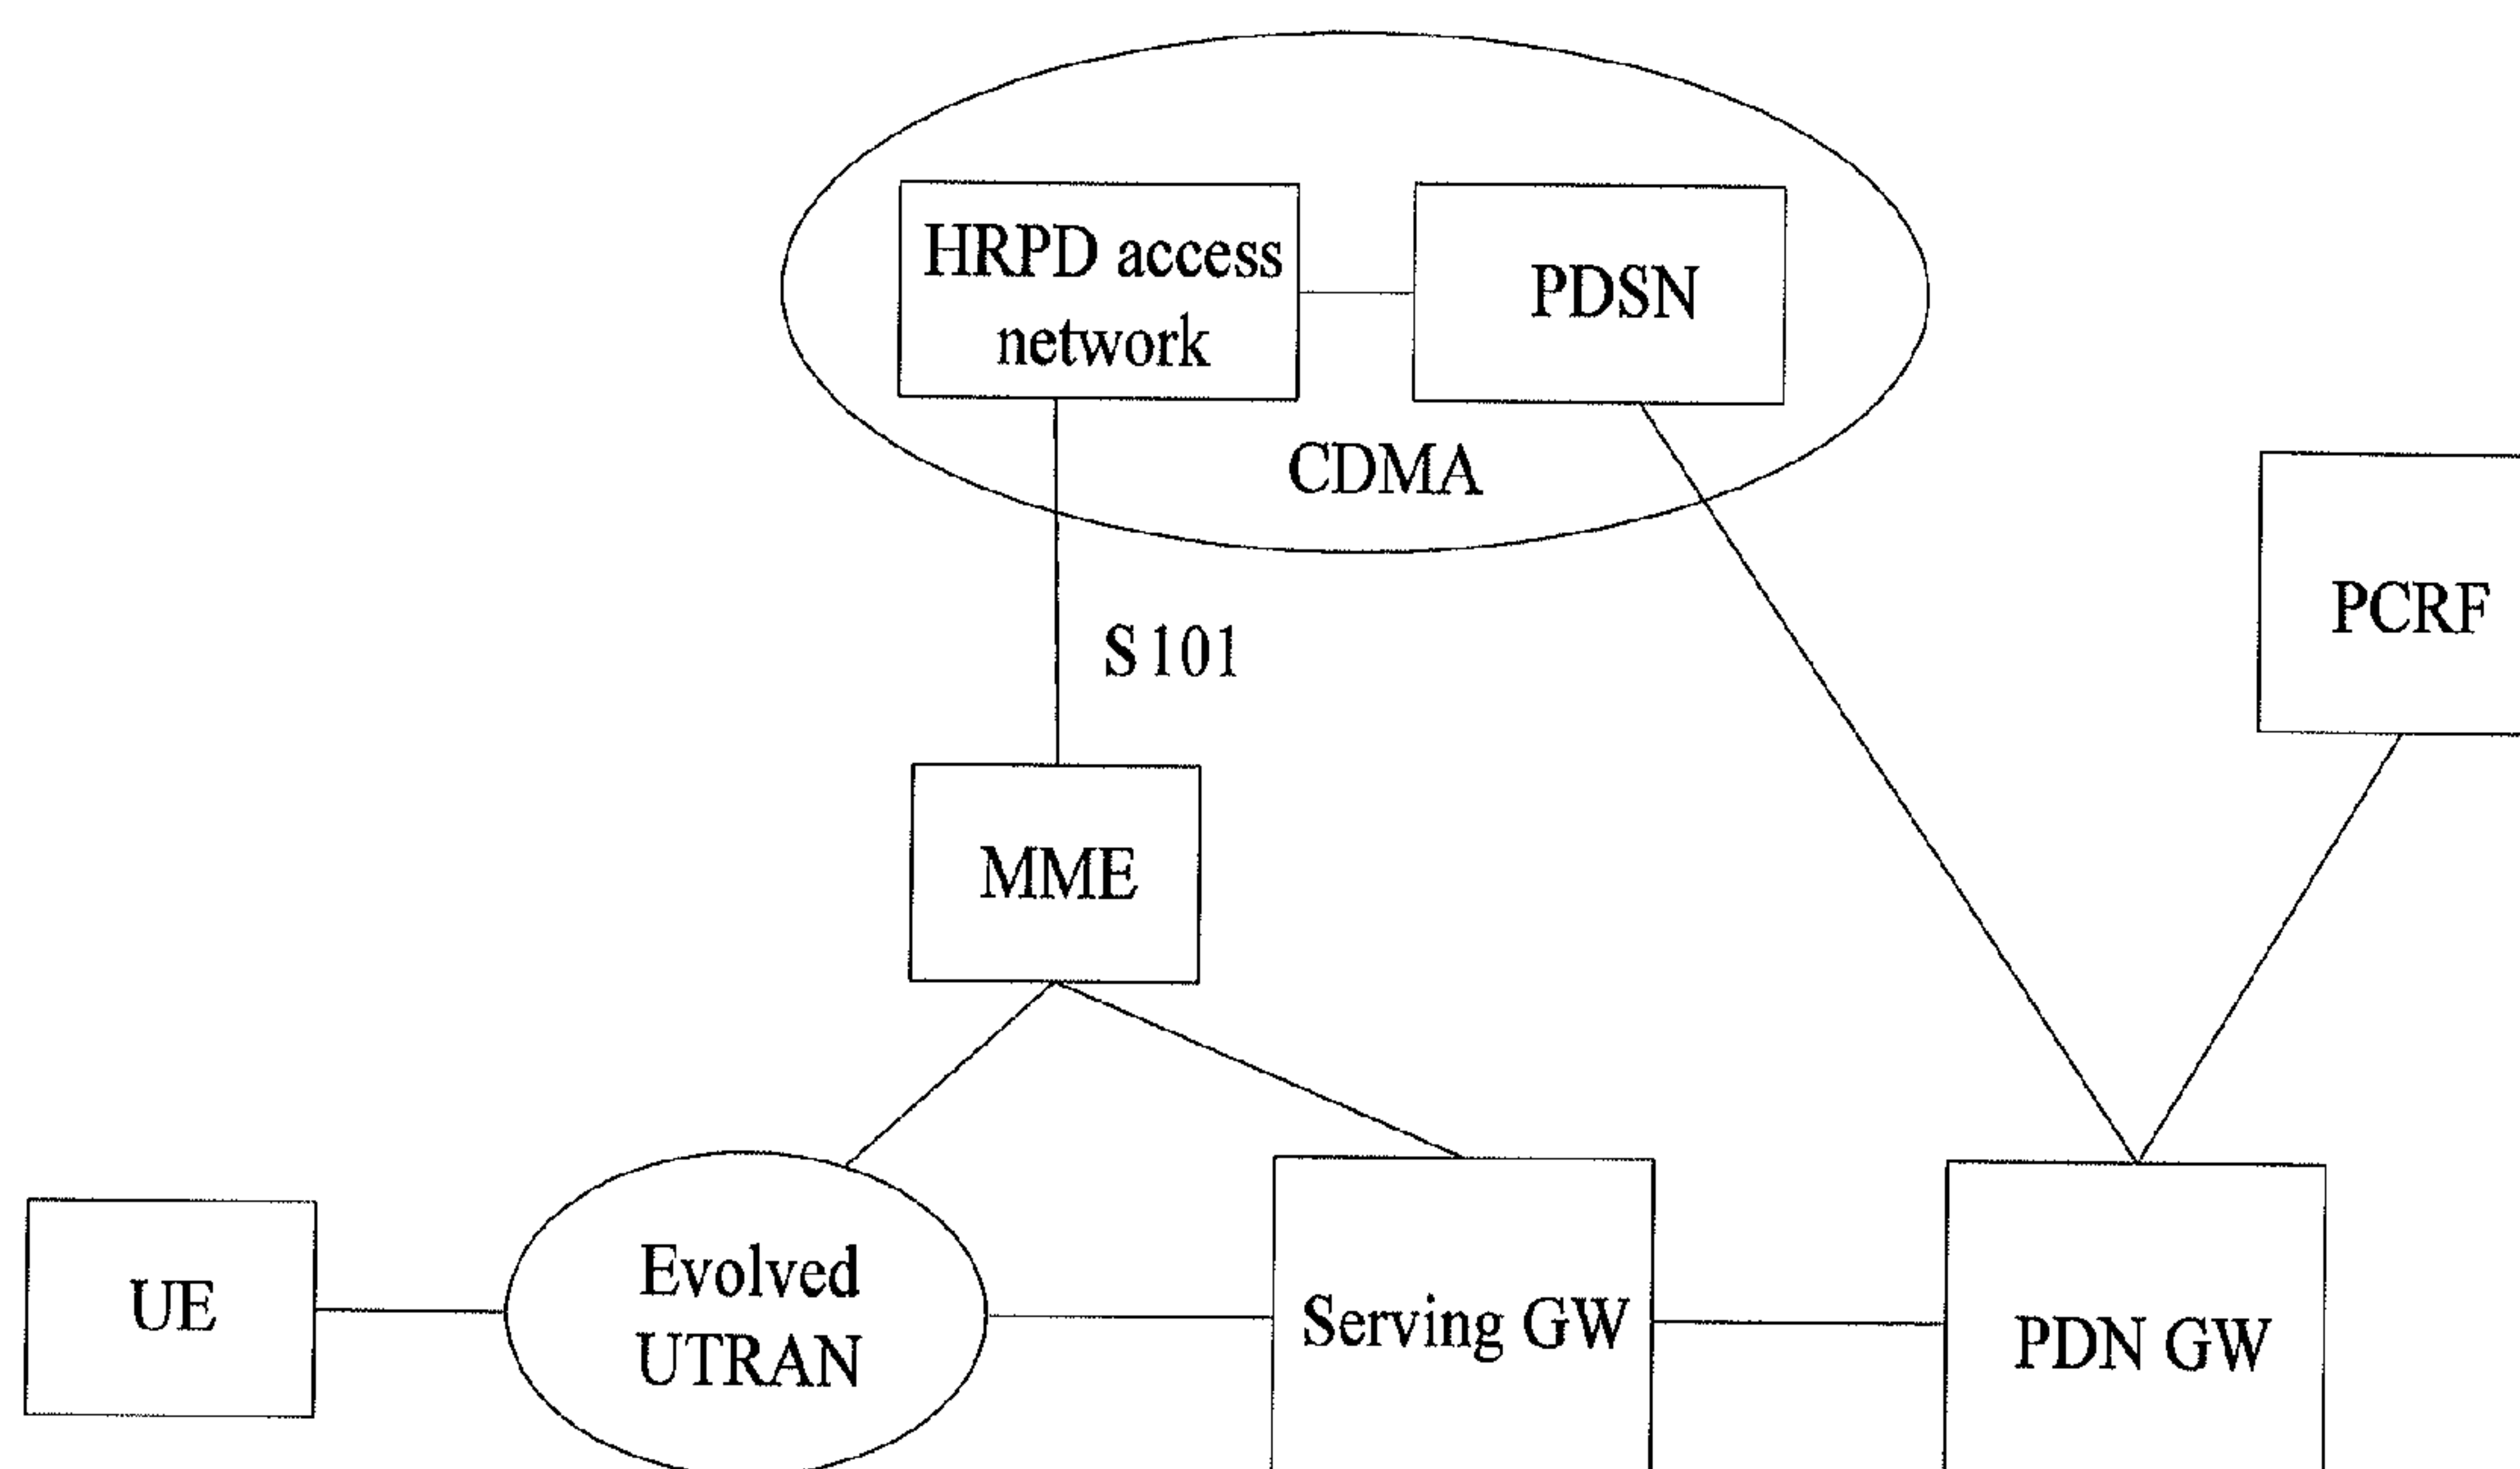 HRPD access
network
PDSN
CDMA
PCRF
S101
MME
UE
Evolved
UTRAN
Serving GW
PDN GW